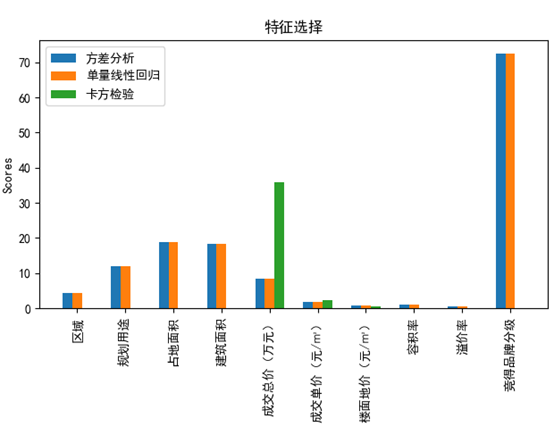 特征选择
方差分析
单量线性回归
卡方检验
Scores
70
60
50
40
30
20
10
0
区域
规划用途
占地面积
建筑面积
成交总价（万元）
成交单价（元/㎡）
楼面地价（元/㎡）
容积率
溢价率
竞得品牌分级